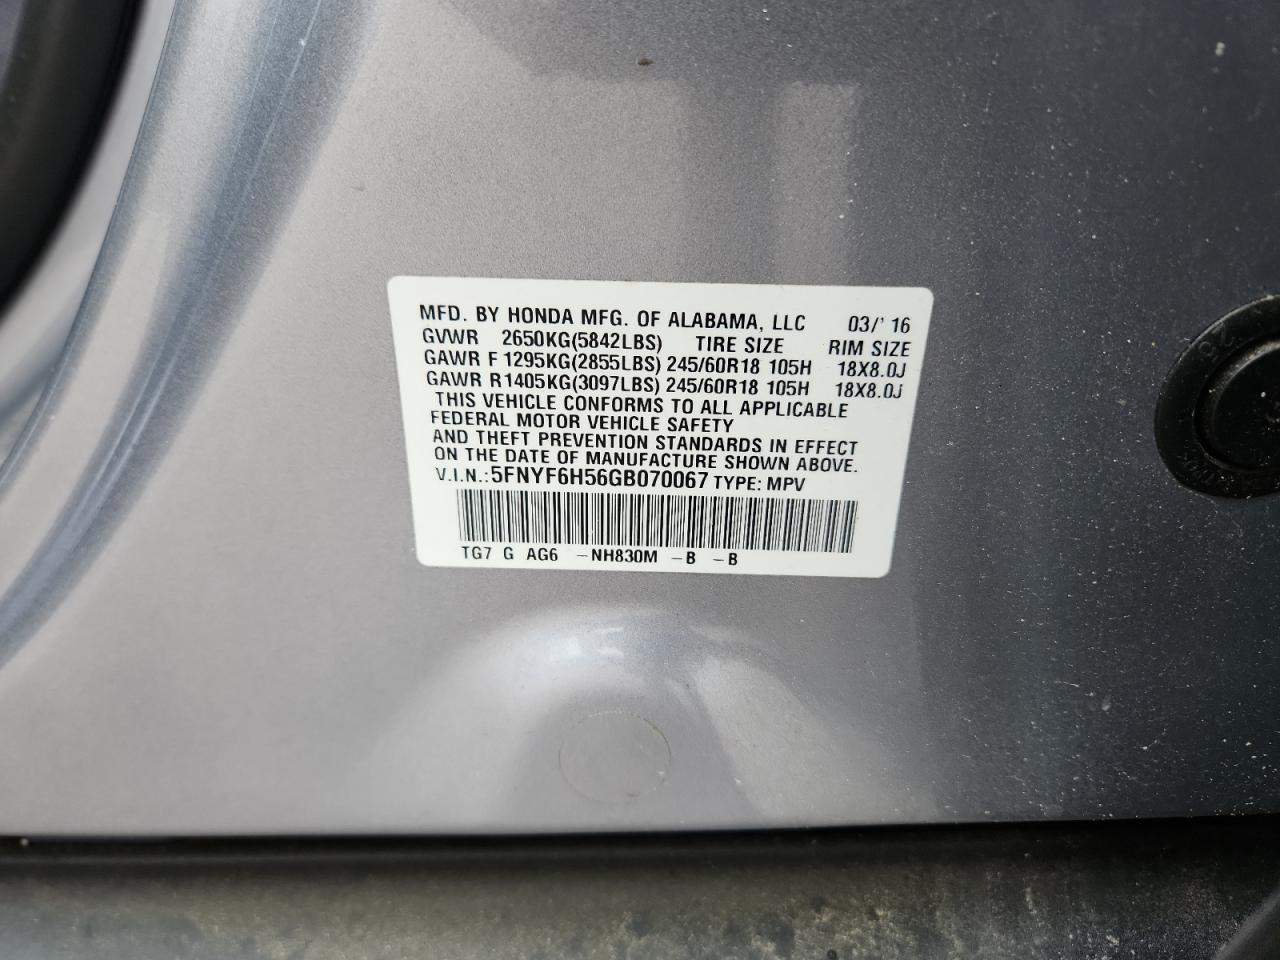 MFD. BY HONDA MFG. OF ALABAMA, LLC 03/' 16
GVWR 2650KG(5842LBS) TIRE SIZE RIM SIZE
GAWR F 1295KG(2855LBS) 245/60R18 105H 18X8.0J
GAWR R1405KG(3097LBS) 245/60R18 105H 18X8.0J
THIS VEHICLE CONFORMS TO ALL APPLICABLE
FEDERAL MOTOR VEHICLE SAFETY
AND THEFT PREVENTION STANDARDS IN EFFECT
ON THE DATE OF MANUFACTURE SHOWN ABOVE.
V.I.N.:5FNYF6H56GB070067 TYPE: MPV
TG7 G AG6 -NH830M -B -B